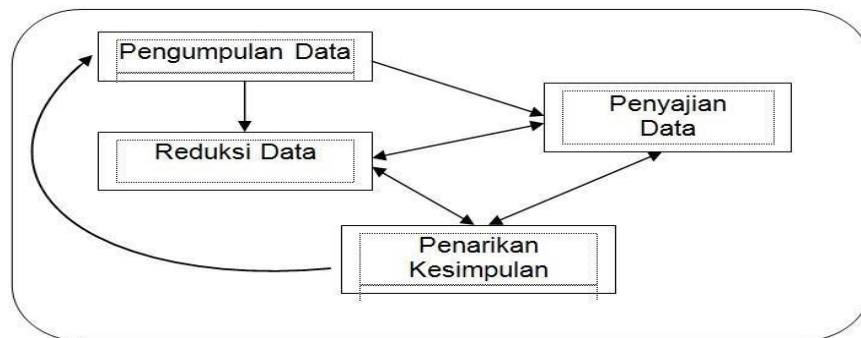 Pengumpulan Data
Penyajian
Data
Reduksi Data
Penarikan
Kesimpulan